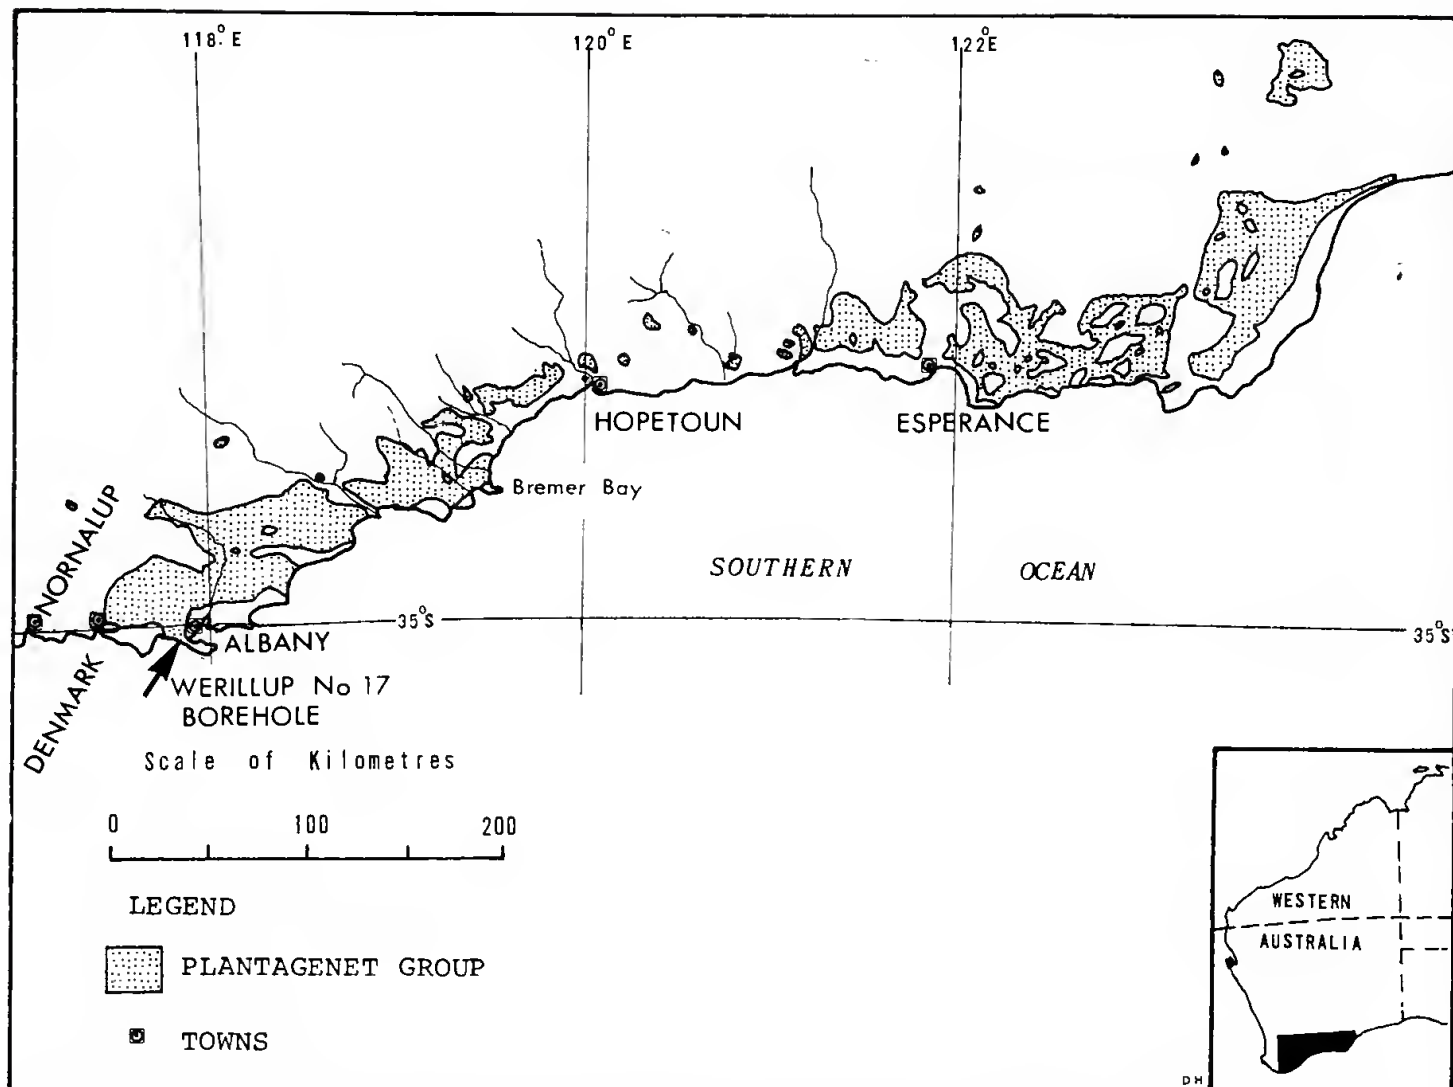 118° E
120° E
122° E
HOPETOUN
ESPERANCE
Bremer Bay
NORNALUP
SOUTHERN OCEAN
35°S
35°S
ALBANY
DENMARK
WERILLUP No 17
BOREHOLE
Scale of Kilometres
0 100 200
LEGEND
PLANTAGENET GROUP
TOWNS
WESTERN
AUSTRALIA
DH